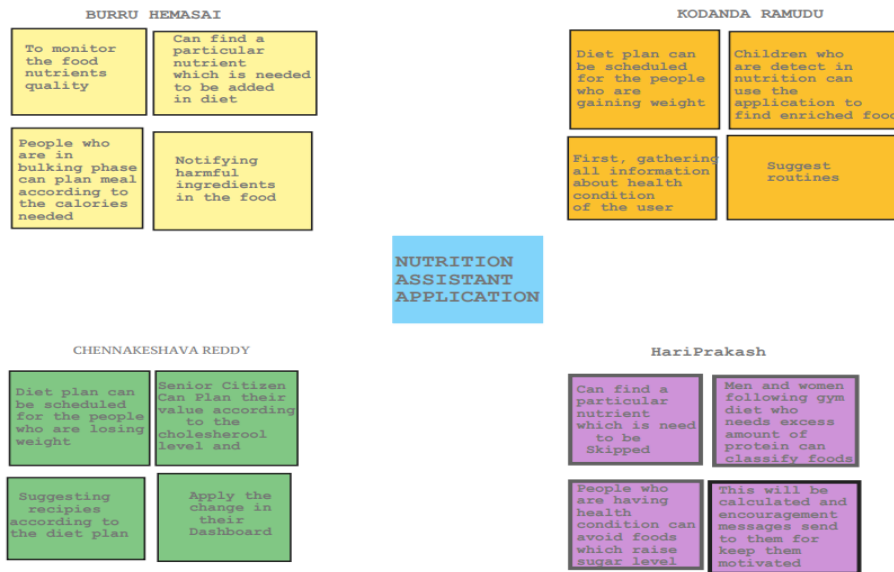 BURRU HEMASAI
To monitor
the food
nutrients
quality
Can find a
particular
nutrient
which is needed
to be added
in diet
People who
are in
bulking phase
can plan meal
according to
the calories
needed
Notifying
harmful
ingredients
in the food
KODANDA RAMUDU
Diet plan can
be scheduled
for the people
who are
gaining weight
Children who
are detect in
nutrition can
use the
application to
find enriched food
First, gathering
all information
about health
condition
of the user
Suggest
routines
NUTRITION
ASSISTANT
APPLICATION
CHENNAKESHAVA REDDY
Diet plan can
be scheduled
for the people
who are losing
weight
Senior Citizen
Can Plan their
value according
to the
cholesherool
level and
Suggesting
recipies
according to
the diet plan
Apply the
change in
their
Dashboard
HariPrakash
Can find a
particular
nutrient
which is need
to be
Skipped
Men and women
following gym
diet who
needs excess
amount of
protein can
classify foods
People who
are having
health
condition can
avoid foods
which raise
sugar level
This will be
calculated and
encouragement
messages send
to them for
keep them
motivated